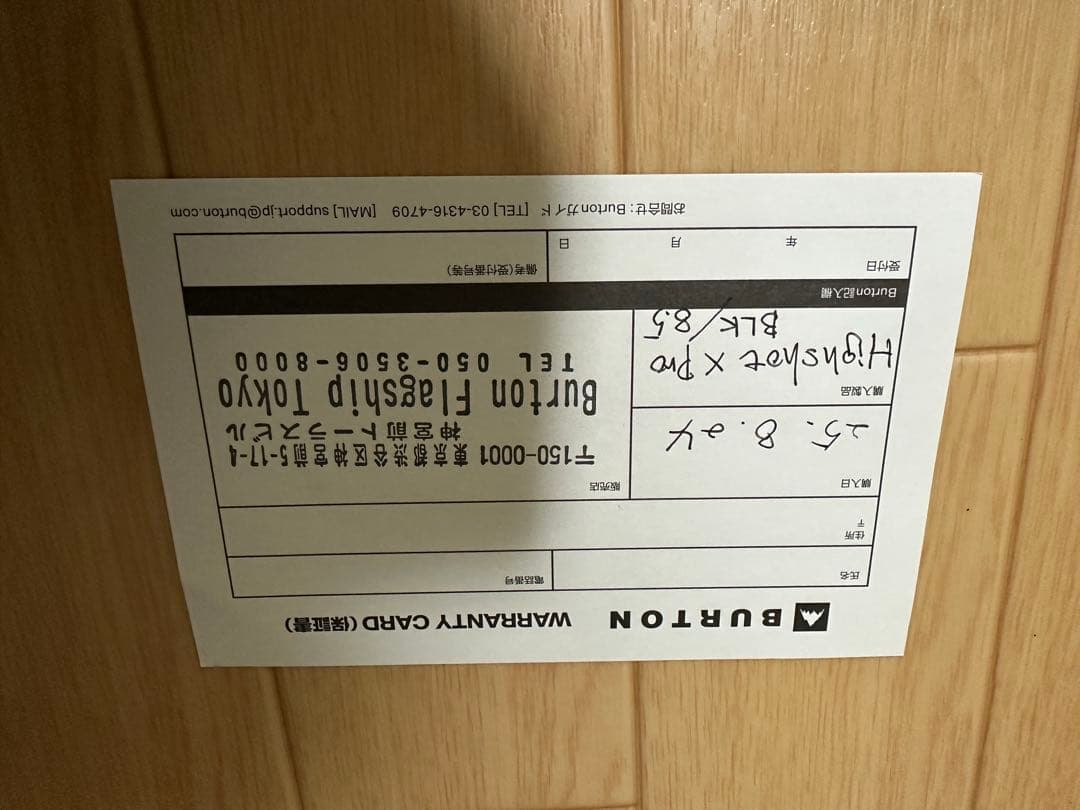 BURTON WARRANTY CARD (保証書)
氏名
電話番号
住所
〒
購入日
25. 8. 24
販売店
〒150-0001 東京都渋谷区神宮前5-17-4
神宮前トーラスビル
Burton Flagship Tokyo
TEL 050-3506-8000
購入製品
Highshot X Pro
BLK/8.5
Burton記入欄
受付日
年 月 日
備考(受付番号等)
お問合せ：Burtonガイド [TEL] 03-4316-4709 [MAIL] support.jp@burton.com